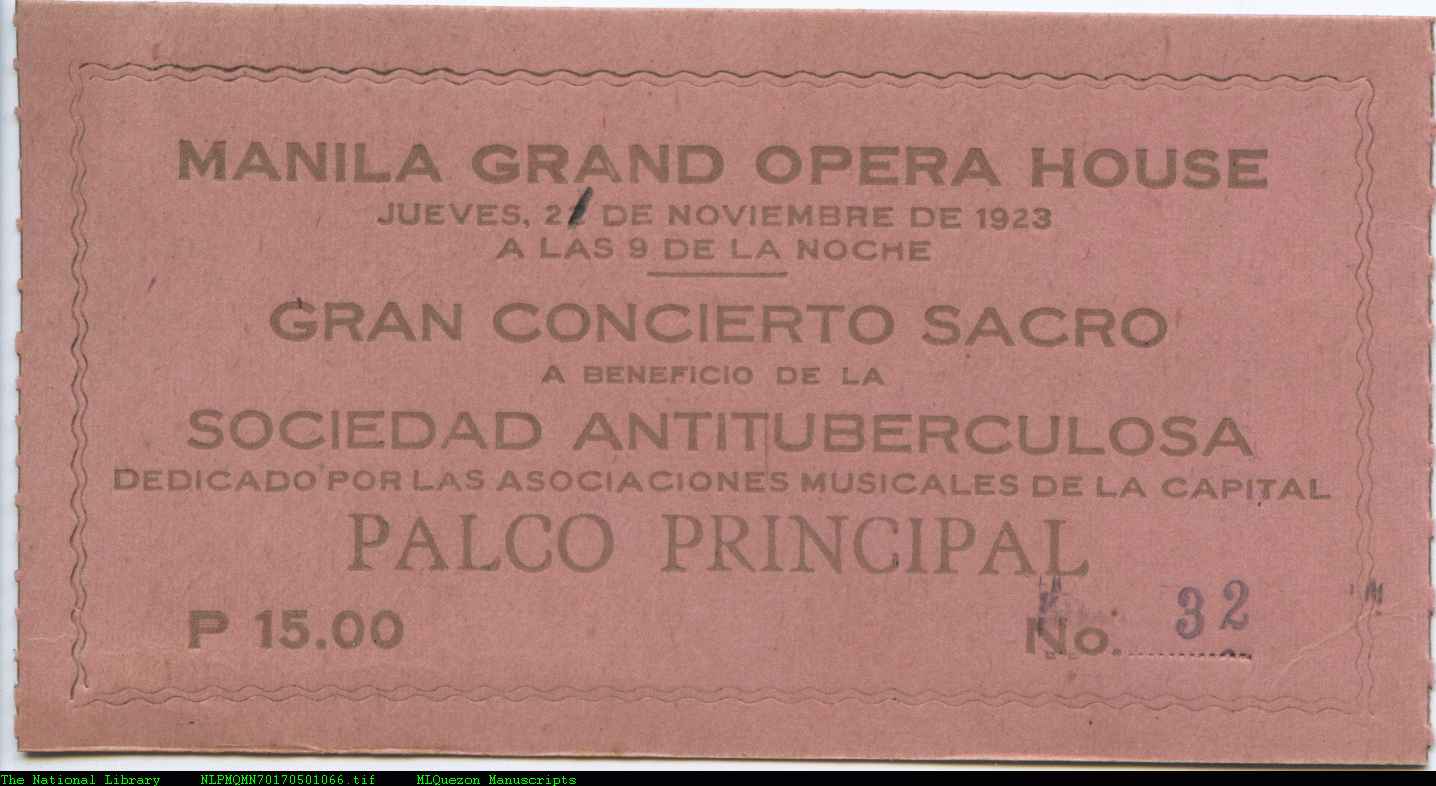 MANILA GRAND OPERA HOUSE
JUEVES, DE NOVIEMBRE DE 1923
A LAS 9 DE LA NOCHE
GRAN CONCIERTO SACRO
A BENEFICIO DE LA
SOCIEDAD ANTITUBERCULOSA
DEDICADO POR LAS ASOCIACIONES MUSICALES DE LA CAPITAL
PALCO PRINCIPAL
P 15.00 No. 32
The National Library NLPMQMN70170501066.tif MLQuezon Manuscripts